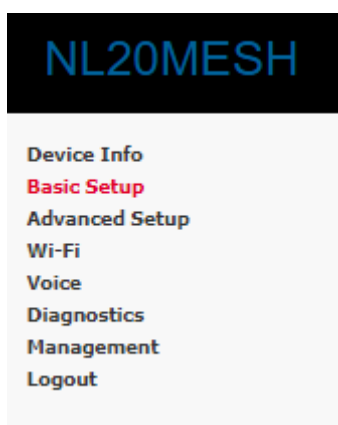 NL20MESH
Device Info
Basic Setup
Advanced Setup
Wi-Fi
Voice
Diagnostics
Management
Logout